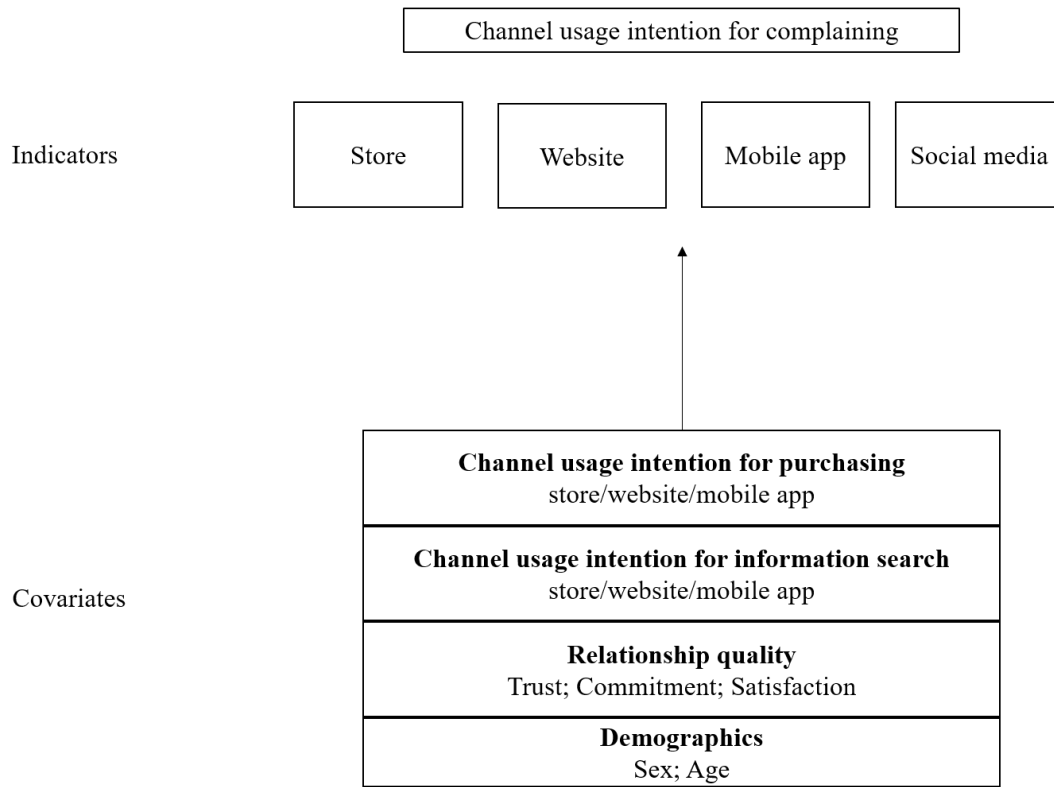 Channel usage intention for complaining
Indicators
Store
Website
Mobile app
Social media
Channel usage intention for purchasing
store/website/mobile app
Channel usage intention for information search
store/website/mobile app
Covariates
Relationship quality
Trust; Commitment; Satisfaction
Demographics
Sex; Age